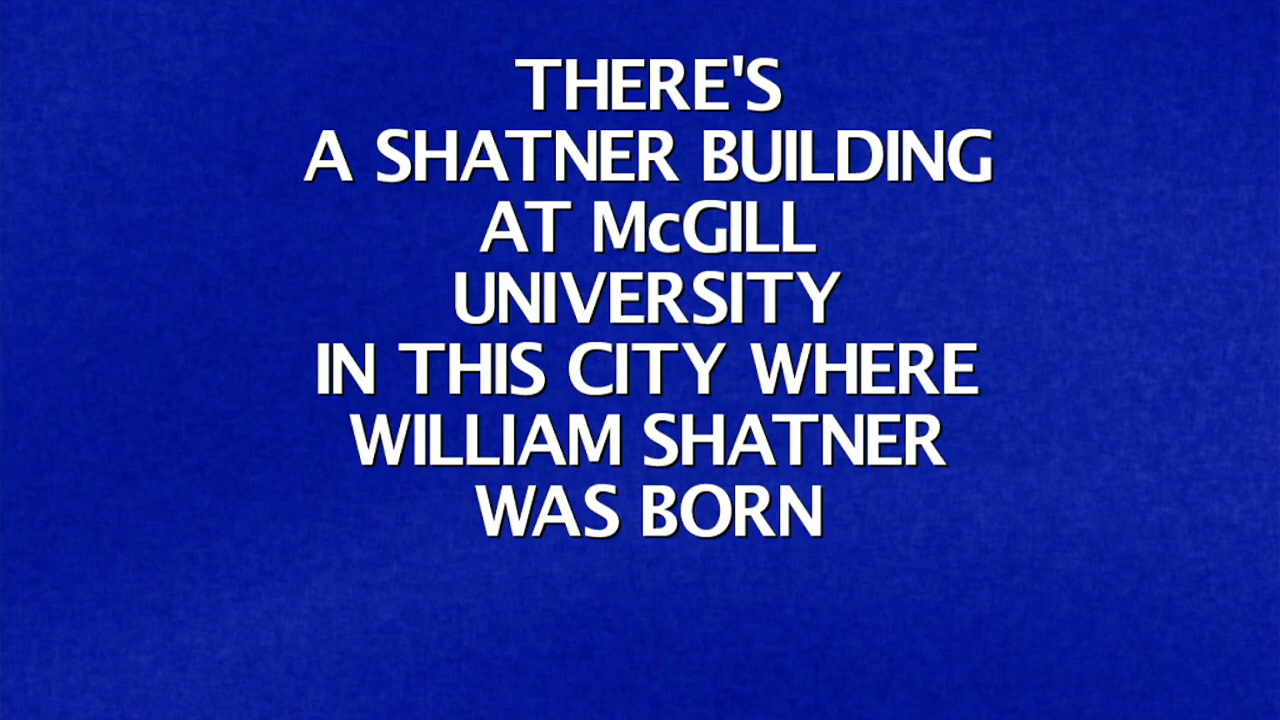 THERE'S
A SHATNER BUILDING
AT McGILL
UNIVERSITY
IN THIS CITY WHERE
WILLIAM SHATNER
WAS BORN